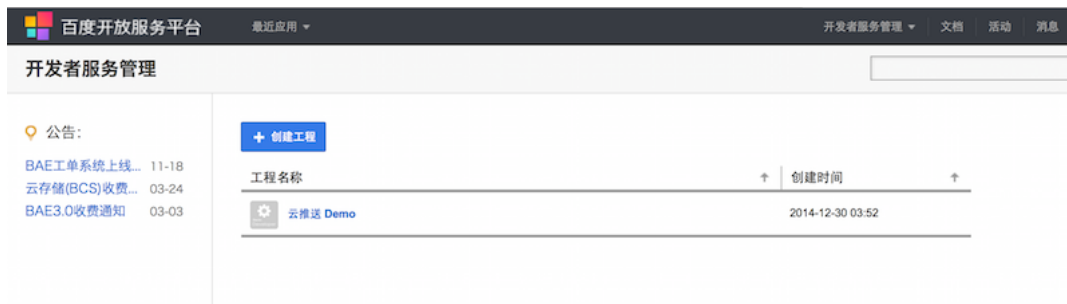 百度开放服务平台 最近应用 开发者服务管理 文档 活动 消息
开发者服务管理
公告:
BAE工单系统上线... 11-18
云存储(BCS)收费... 03-24
BAE3.0收费通知 03-03
+ 创建工程
工程名称 创建时间
云推送 Demo 2014-12-30 03:52